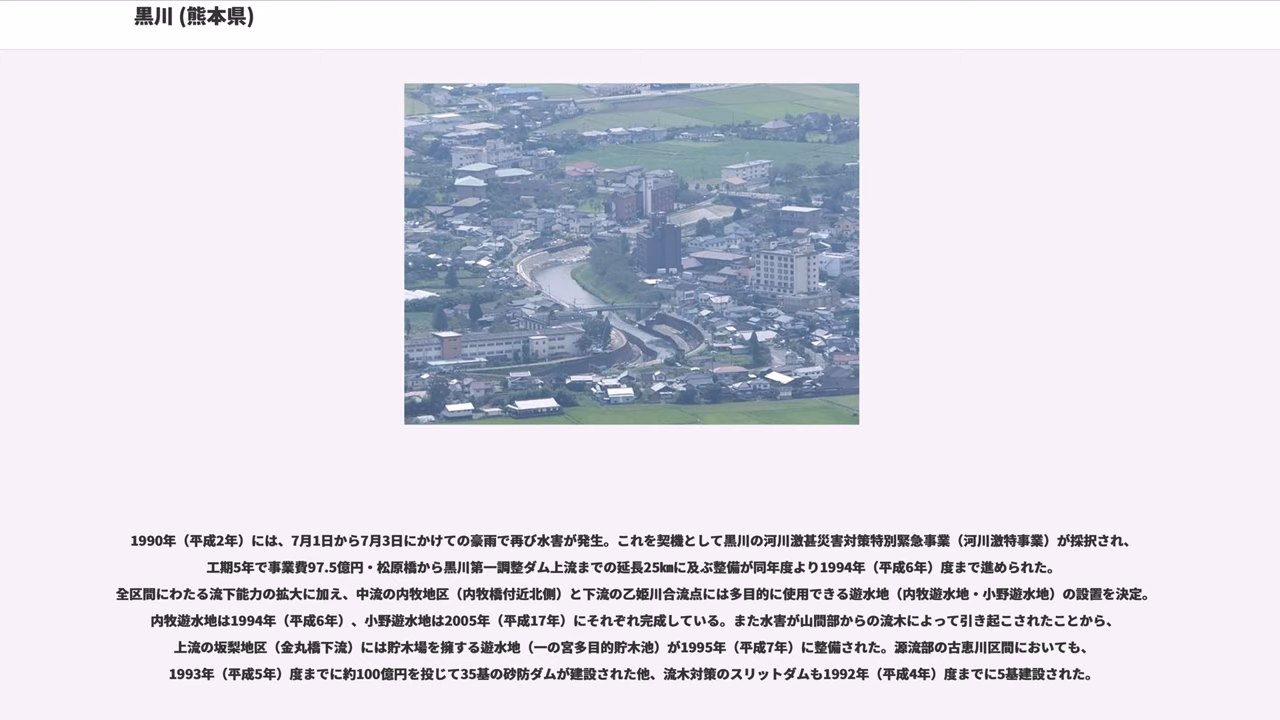 黒川 (熊本県)
1990年（平成2年）には、7月1日から7月3日にかけての豪雨で再び水害が発生。これを契機として黒川の河川激甚災害対策特別緊急事業（河川激特事業）が採択され、
工期5年で事業費97.5億円・松原橋から黒川第一調整ダム上流までの延長25㎞に及ぶ整備が同年度より1994年（平成6年）度まで進められた。
全区間にわたる流下能力の拡大に加え、中流の内牧地区（内牧橋付近北側）と下流の乙姫川合流点には多目的に使用できる遊水地（内牧遊水地・小野遊水地）の設置を決定。
内牧遊水地は1994年（平成6年）、小野遊水地は2005年（平成17年）にそれぞれ完成している。また水害が山間部からの流木によって引き起こされたことから、
上流の坂梨地区（金丸橋下流）には貯木場を擁する遊水地（一の宮多目的貯木池）が1995年（平成7年）に整備された。源流部の古恵川区間においても、
1993年（平成5年）度までに約100億円を投じて35基の砂防ダムが建設された他、流木対策のスリットダムも1992年（平成4年）度までに5基建設された。